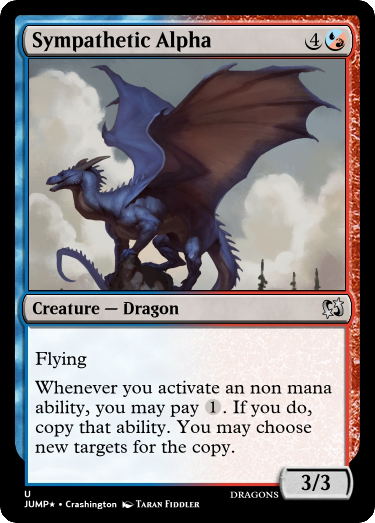 Sympathetic Alpha 4
Creature — Dragon
Flying
Whenever you activate an non mana
ability, you may pay 1. If you do,
copy that ability. You may choose
new targets for the copy.
3/3
U
JUMP★ • Crashington TARAN FIDDLER
DRAGONS